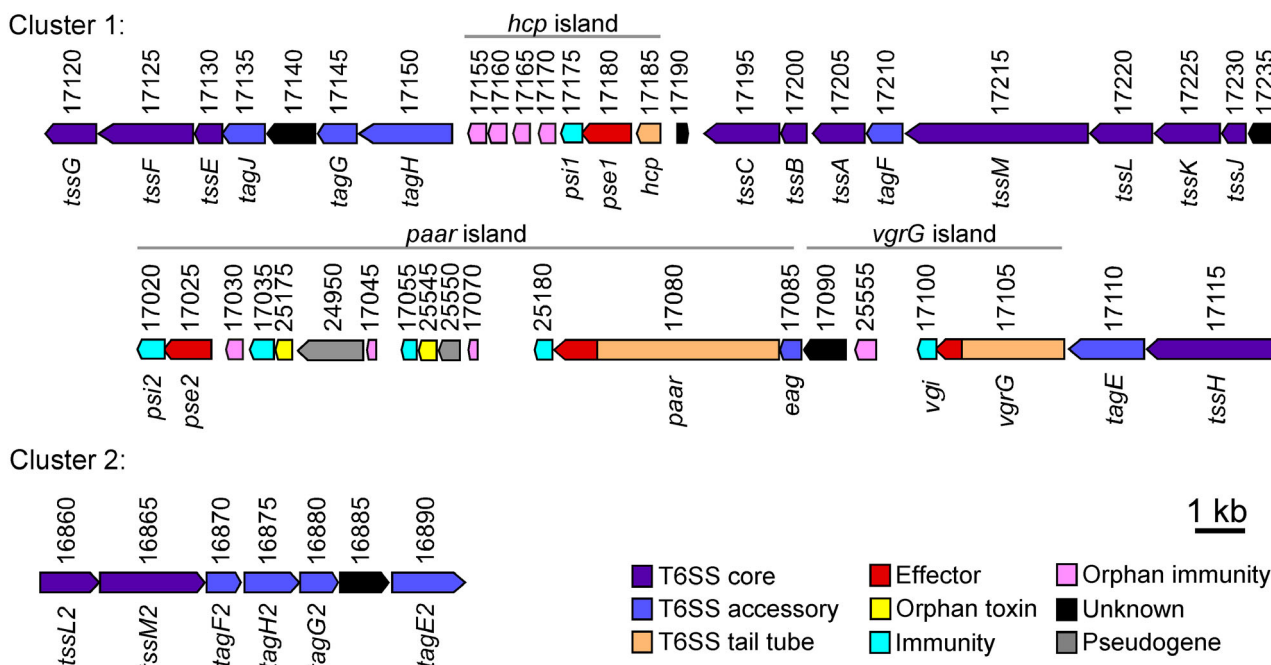 Cluster 1:
hcp island
17120 17125 17130 17135 17140 17145 17150 17155 17160 17165 17170 17175 17180 17185 17190 17195 17200 17205 17210 17215 17220 17225 17230 17235
tssG tssF tssE tagJ tagG tagH psi1 pse1 hcp tssC tssB tssA tagF tssM tssL tssK tssJ
paar island vgrG island
17020 17025 17030 17035 25175 24950 17045 17055 25545 25550 17070 25180 17080 17085 17090 25555 17100 17105 17110 17115
psi2 pse2 paar eag vgi vgrG tagE tssH
Cluster 2:
16860 16865 16870 16875 16880 16885 16890
tssL2 tssM2 tagF2 tagH2 tagG2 tagE2
1 kb
T6SS core Effector Orphan immunity
T6SS accessory Orphan toxin Unknown
T6SS tail tube Immunity Pseudogene